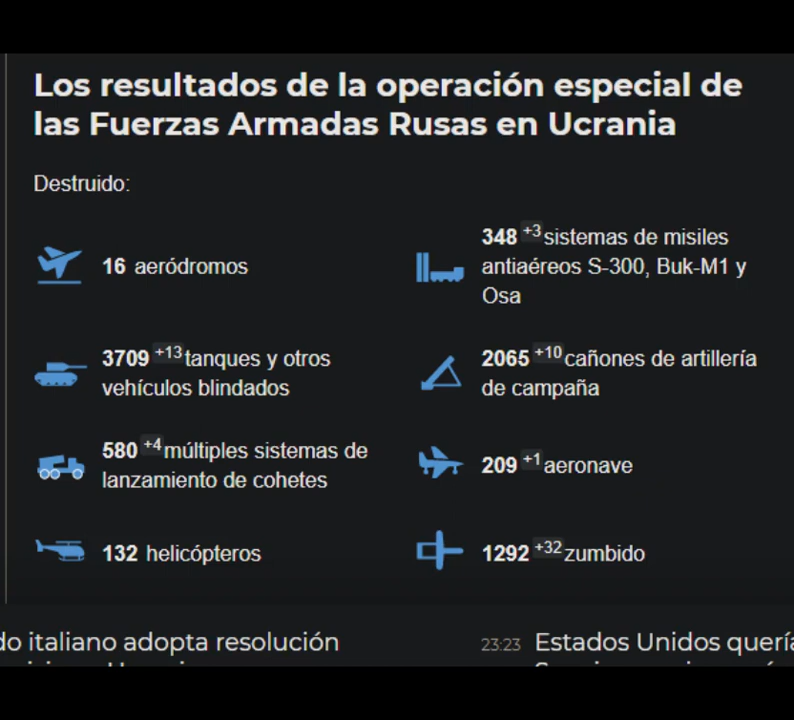 Los resultados de la operación especial de
las Fuerzas Armadas Rusas en Ucrania
Destruido:
16 aeródromos
348 +3 sistemas de misiles
antiaéreos S-300, Buk-M1 y
Osa
3709 +13 tanques y otros
vehículos blindados
2065 +10 cañones de artillería
de campaña
580 +4 múltiples sistemas de
lanzamiento de cohetes
209 +1 aeronave
132 helicópteros
1292 +32 zumbido
do italiano adopta resolución
23:23 Estados Unidos quería